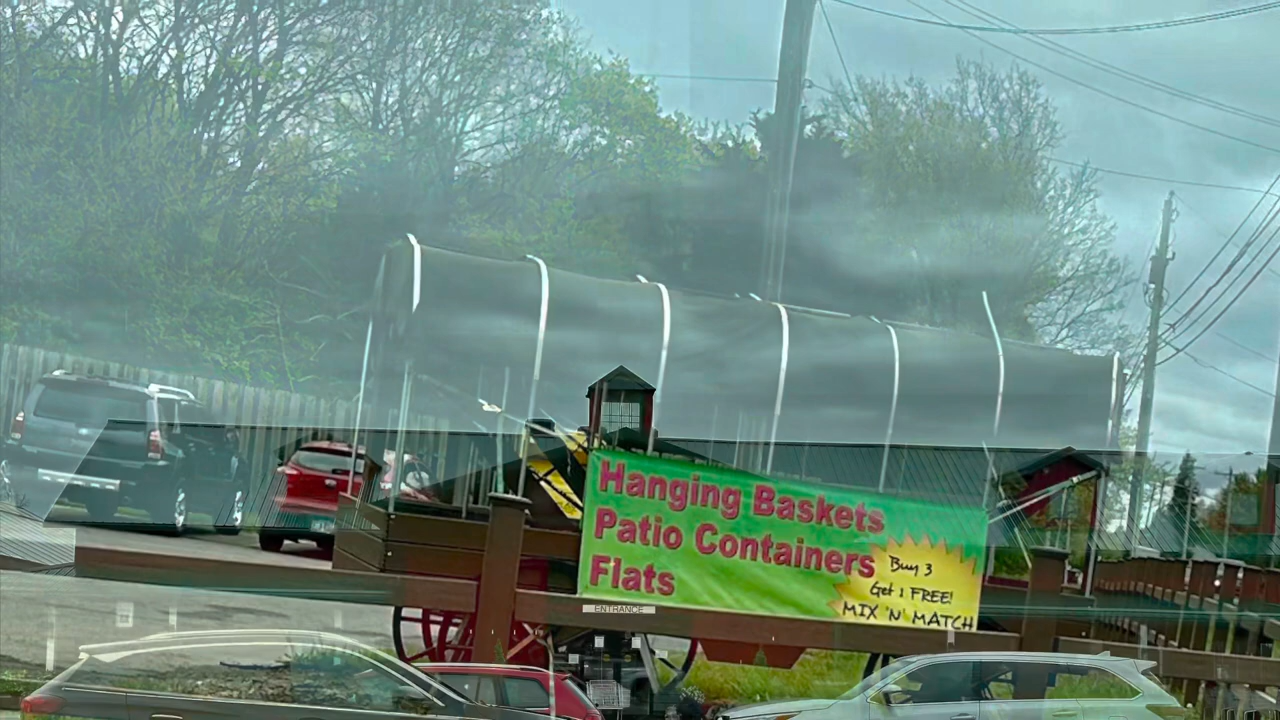 Hanging Baskets
Patio Containers
Flats
Buy 3
Get 1 FREE!
MIX 'N' MATCH
ENTRANCE